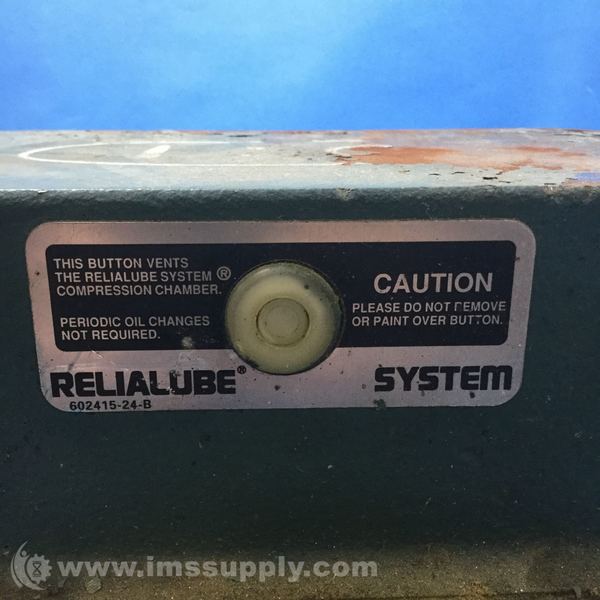 THIS BUTTON VENTS
THE RELIALUBE SYSTEM ®
COMPRESSION CHAMBER.
PERIODIC OIL CHANGES
NOT REQUIRED.
CAUTION
PLEASE DO NOT REMOVE
OR PAINT OVER BUTTON.
RELIALUBE® SYSTEM
602415-24-B
www.imssupply.com